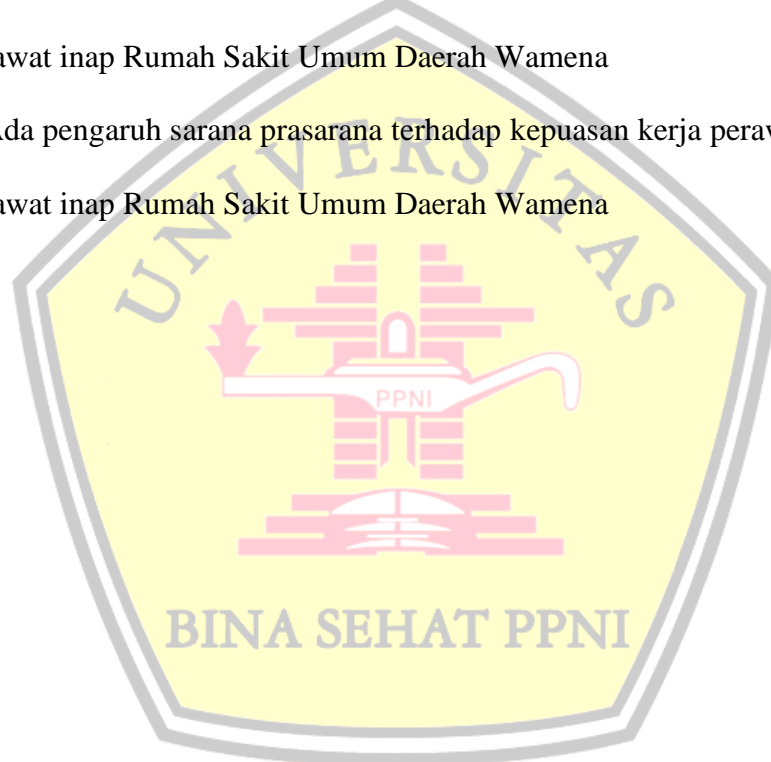 awat inap Rumah Sakit Umum Daerah Wamena
Ada pengaruh sarana prasarana terhadap kepuasan kerja peraw
awat inap Rumah Sakit Umum Daerah Wamena
UNIVERSITAS
PPNI
BINA SEHAT PPNI